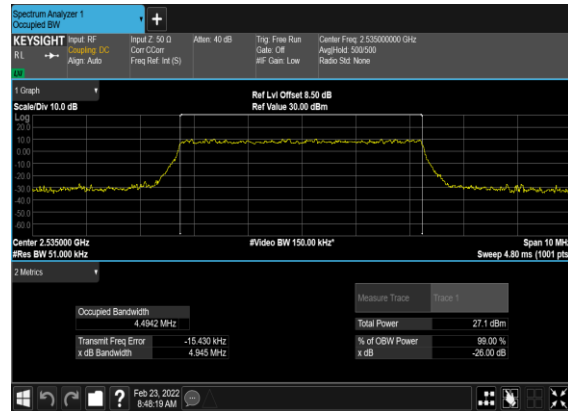 Spectrum Analyzer 1
Occupied BW
+
KEYSIGHT Input: RF Input Z: 50 Ω Atten: 40 dB Trig: Free Run Center Freq: 2.535000000 GHz
RL Coupling: DC Corr CCorr Gate: Off Avg|Hold: 500/500
Align: Auto Freq Ref: Int (S) #IF Gain: Low Radio Std: None
1 Graph Ref Lvl Offset 8.50 dB
Scale/Div 10.0 dB Ref Value 30.00 dBm
Log
20.0
10.0
0.00
-10.0
-20.0
-30.0
-40.0
-50.0
-60.0
Center 2.535000 GHz #Video BW 150.00 kHz* Span 10 MHz
#Res BW 51.000 kHz Sweep 4.80 ms (1001 pts)
2 Metrics
Measure Trace Trace 1
Occupied Bandwidth
4.4942 MHz Total Power 27.1 dBm
Transmit Freq Error -15.430 kHz % of OBW Power 99.00 %
x dB Bandwidth 4.945 MHz x dB -26.00 dB
? Feb 23, 2022
8:48:19 AM